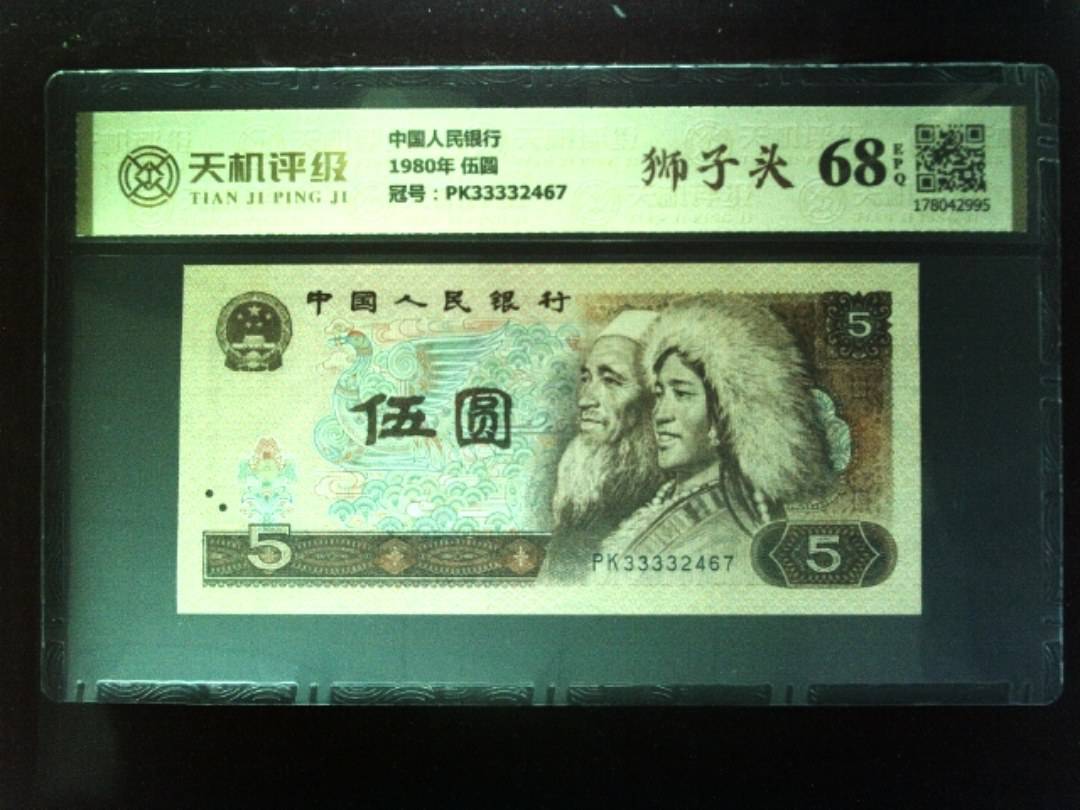 天机评级
TIAN JI PING JI
中国人民银行
1980年 伍圆
冠号：PK33332467
狮子头
68
EPQ
178042995
中国人民银行
5
伍圆
5
PK33332467
5